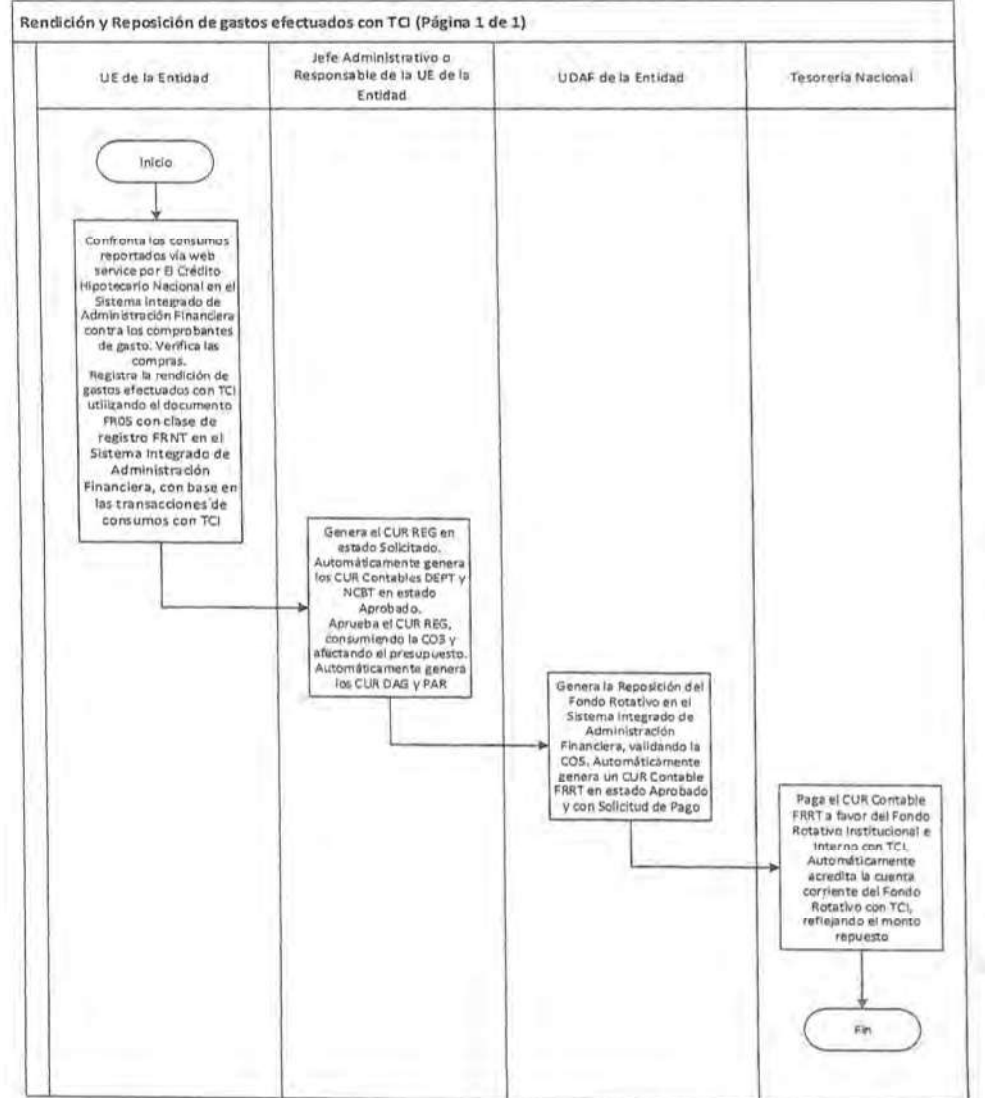 Rendición y Reposición de gastos efectuados con TCI (Página 1 de 1)
UE de la Entidad
Jefe Administrativo o
Responsable de la UE de la
Entidad
UDAF de la Entidad
Tesorería Nacional
Inicio
Confronta los consumos
reportados vía web
service por El Crédito
Hipotecario Nacional en el
Sistema Integrado de
Administración Financiera
contra los comprobantes
de gasto. Verifica las
compras.
Registra la rendición de
gastos efectuados con TCI
utilizando el documento
FR05 con clase de
registro FRNT en el
Sistema Integrado de
Administración
Financiera, con base en
las transacciones de
consumos con TCI
Genera el CUR REG en
estado Solicitado.
Automáticamente genera
los CUR Contables DEPT y
NCBT en estado
Aprobado.
Aprueba el CUR REG,
consumiendo la CO3 y
afectando el presupuesto.
Automáticamente genera
los CUR DAG y PAR
Genera la Reposición del
Fondo Rotativo en el
Sistema Integrado de
Administración
Financiera, validando la
COS. Automáticamente
genera un CUR Contable
FRRT en estado Aprobado
y con Solicitud de Pago
Paga el CUR Contable
FRRT a favor del Fondo
Rotativo Institucional e
Interno con TCI.
Automáticamente
acredita la cuenta
corriente del Fondo
Rotativo con TCI,
reflejando el monto
repuesto
Fin